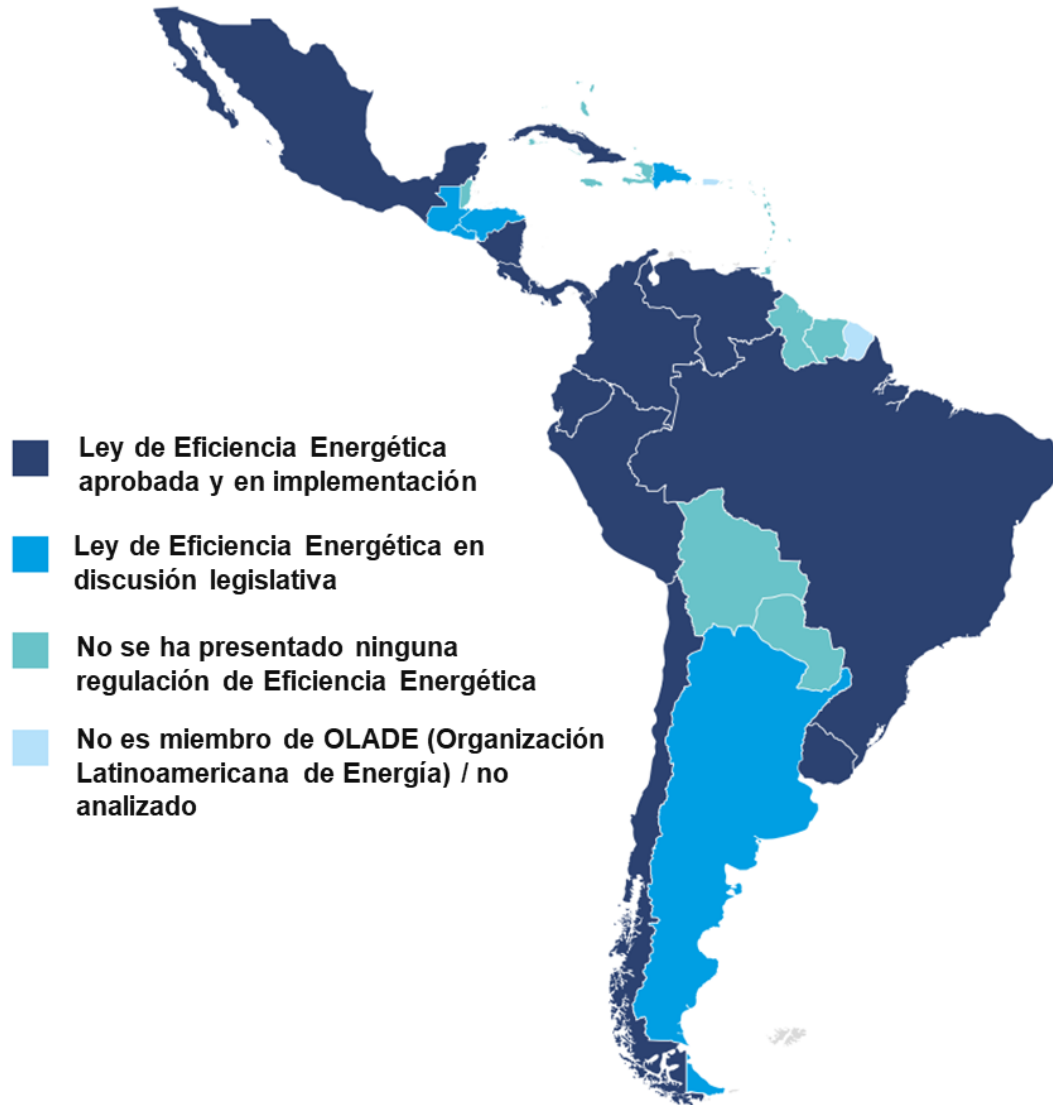 Ley de Eficiencia Energética
aprobada y en implementación
Ley de Eficiencia Energética en
discusión legislativa
No se ha presentado ninguna
regulación de Eficiencia Energética
No es miembro de OLADE (Organización
Latinoamericana de Energía) / no
analizado